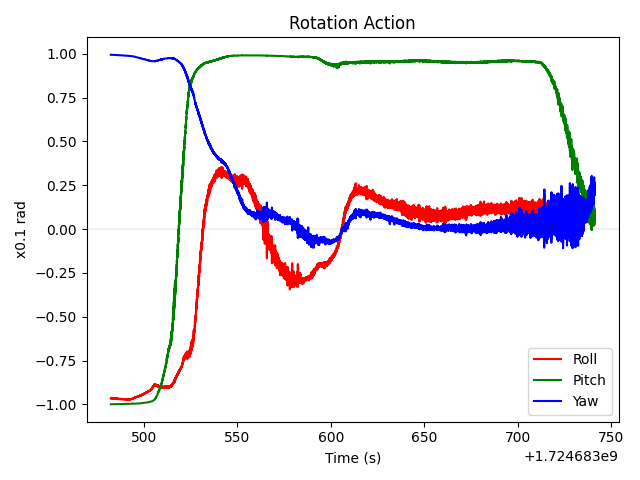 Rotation Action
1.00
0.75
0.50
0.25
0.00
−0.25
−0.50
−0.75
−1.00
x0.1 rad
Roll
Pitch
Yaw
500 550 600 650 700 750
Time (s)
+1.724683e9